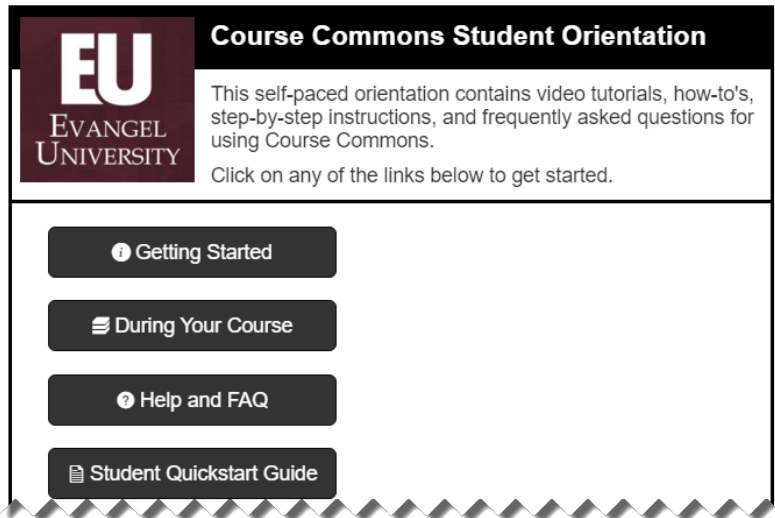 EU
EVANGEL
UNIVERSITY
Course Commons Student Orientation
This self-paced orientation contains video tutorials, how-to's,
step-by-step instructions, and frequently asked questions for
using Course Commons.
Click on any of the links below to get started.
Getting Started
During Your Course
Help and FAQ
Student Quickstart Guide